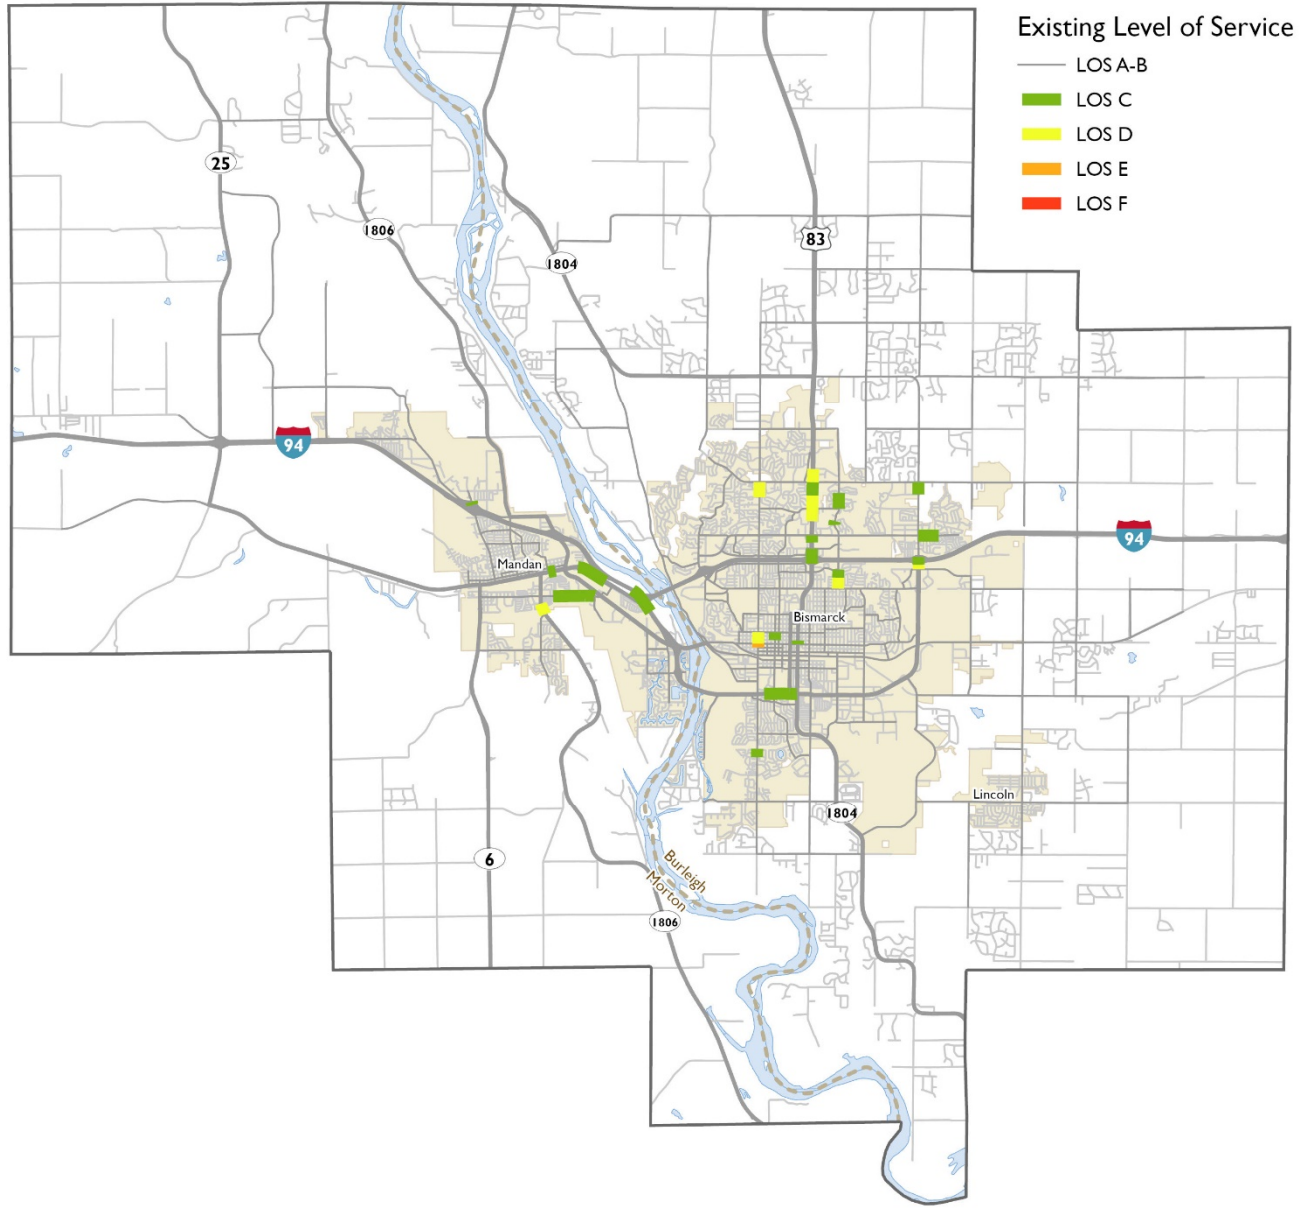 Existing Level of Service
LOS A-B
LOS C
LOS D
LOS E
LOS F
25
1806
83
1804
94
94
Mandan
Bismarck
Lincoln
1804
6
Burleigh
Morton
1806